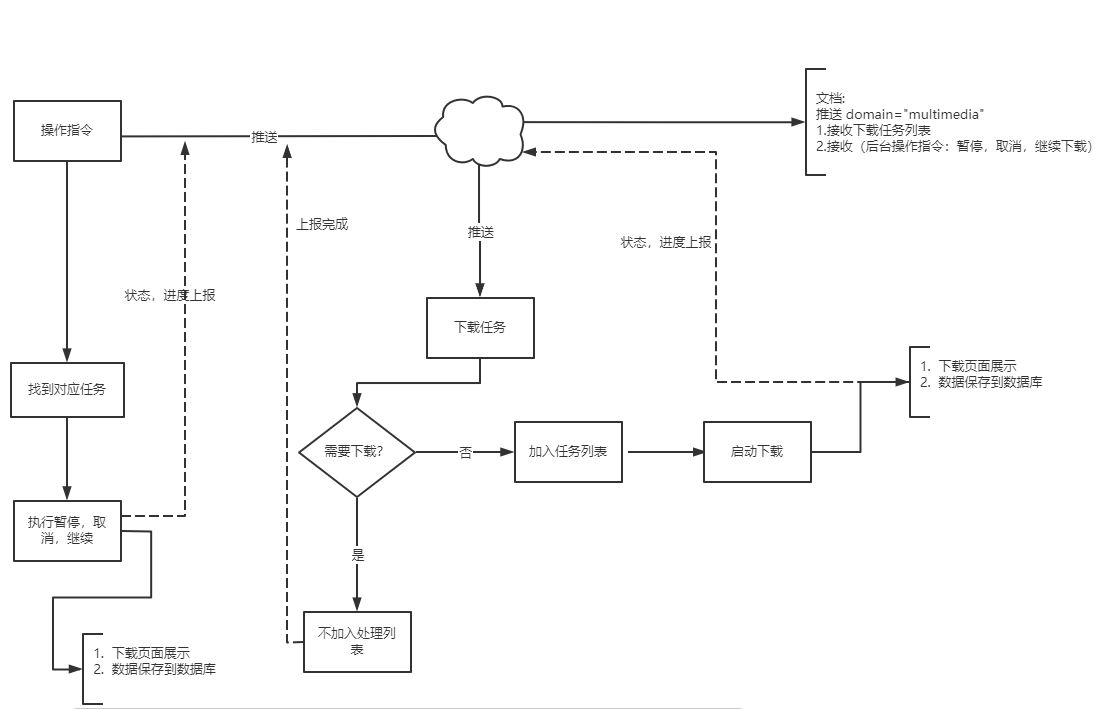 文档:
推送 domain="multimedia"
1.接收下载任务列表
2.接收（后台操作指令：暂停，取消，继续下载）
操作指令
推送
上报完成
推送
状态，进度上报
状态，进度上报
下载任务
找到对应任务
1. 下载页面展示
2. 数据保存到数据库
需要下载?
否
加入任务列表
启动下载
执行暂停，取
消，继续
是
不加入处理列
表
1. 下载页面展示
2. 数据保存到数据库